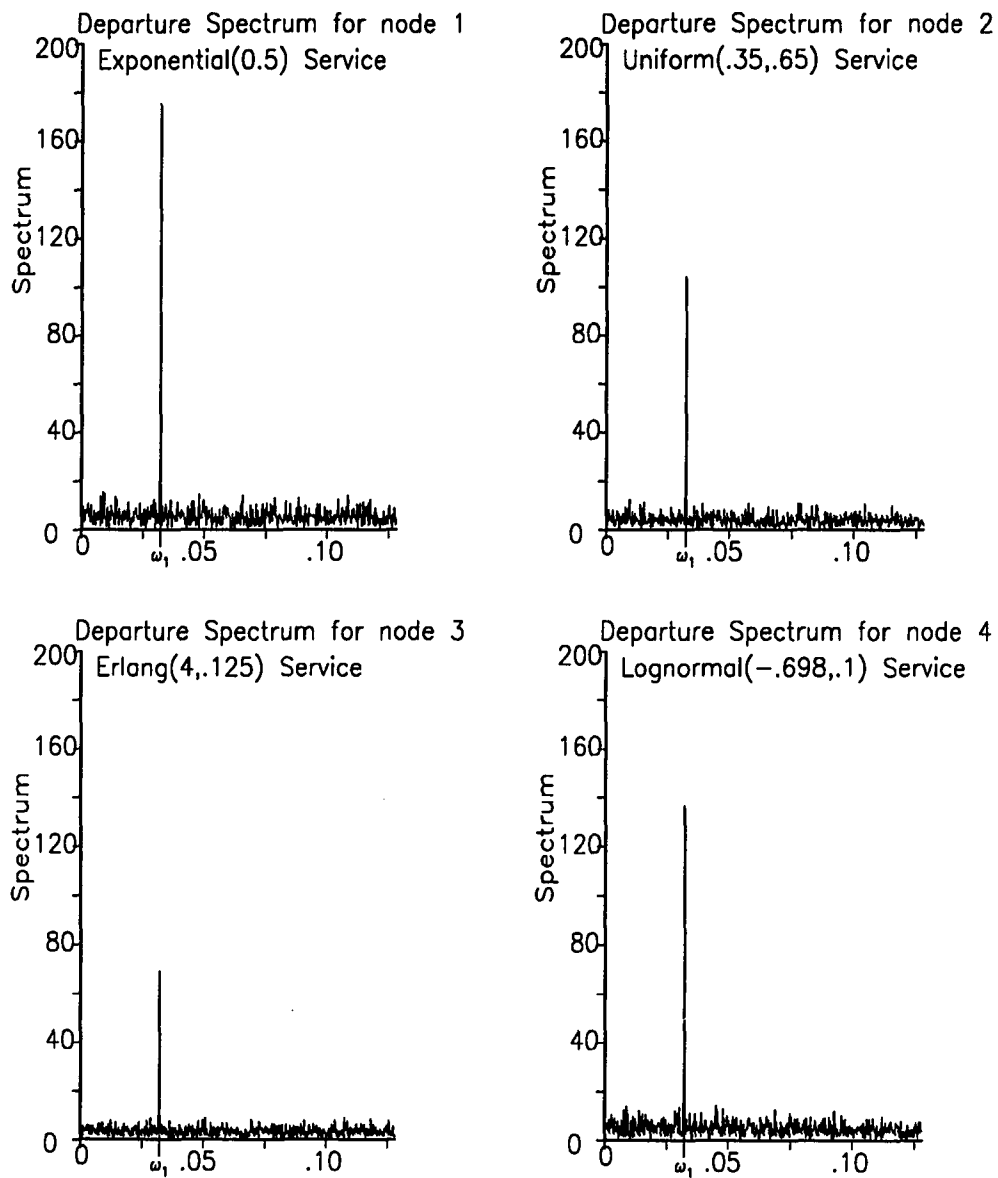 Departure Spectrum for node 1
Exponential(0.5) Service
200
160
120
80
40
0
Spectrum
0 ω₁ .05 .10
Departure Spectrum for node 2
Uniform(.35,.65) Service
200
160
120
80
40
0
Spectrum
0 ω₁ .05 .10
Departure Spectrum for node 3
Erlang(4,.125) Service
200
160
120
80
40
0
Spectrum
0 ω₁ .05 .10
Departure Spectrum for node 4
Lognormal(−.698,.1) Service
200
160
120
80
40
0
Spectrum
0 ω₁ .05 .10